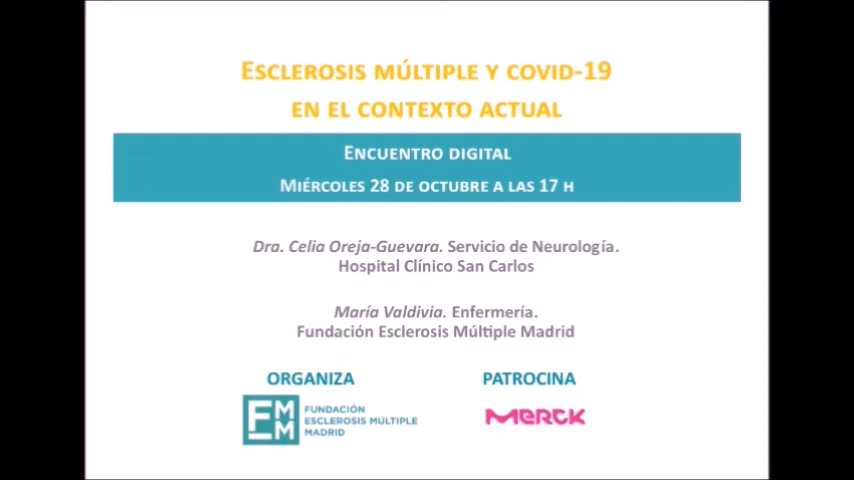 ESCLEROSIS MÚLTIPLE Y COVID-19
EN EL CONTEXTO ACTUAL
ENCUENTRO DIGITAL
MIÉRCOLES 28 DE OCTUBRE A LAS 17 H
Dra. Celia Oreja-Guevara. Servicio de Neurología.
Hospital Clínico San Carlos
María Valdivia. Enfermería.
Fundación Esclerosis Múltiple Madrid
ORGANIZA
PATROCINA
FEMM
FUNDACIÓN
ESCLEROSIS MÚLTIPLE
MADRID
MERCK